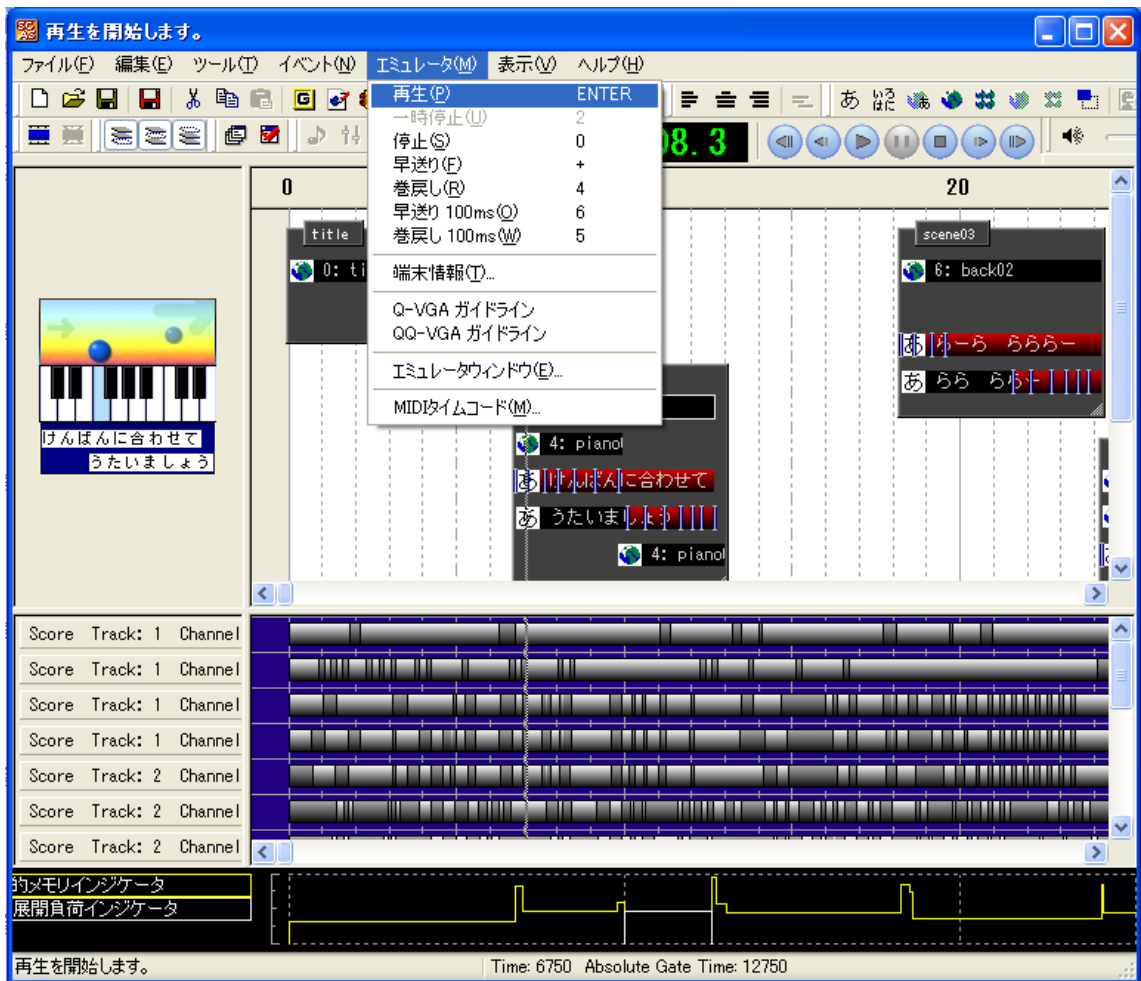 再生を開始します。
ファイル(F) 編集(E) ツール(T) イベント(N) エミュレータ(M) 表示(V) ヘルプ(H)
再生(P) ENTER
一時停止(U) 2
停止(S) 0
早送り(F) +
巻戻し(R) 4
早送り 100ms(O) 6
巻戻し 100ms(W) 5
端末情報(T)...
Q-VGA ガイドライン
QQ-VGA ガイドライン
エミュレータウィンドウ(E)...
MIDIタイムコード(M)...
あ
08.3
0 20
title
0: ti
scene03
6: back02
あ らーら らららー
あ らら ららー
4: piano
あ けんばんに合わせて
あ うたいましょう
4: piano
けんばんに合わせて
うたいましょう
Score Track: 1 Channel
Score Track: 1 Channel
Score Track: 1 Channel
Score Track: 1 Channel
Score Track: 2 Channel
Score Track: 2 Channel
Score Track: 2 Channel
的メモリインジケータ
展開負荷インジケータ
再生を開始します。 Time: 6750 Absolute Gate Time: 12750